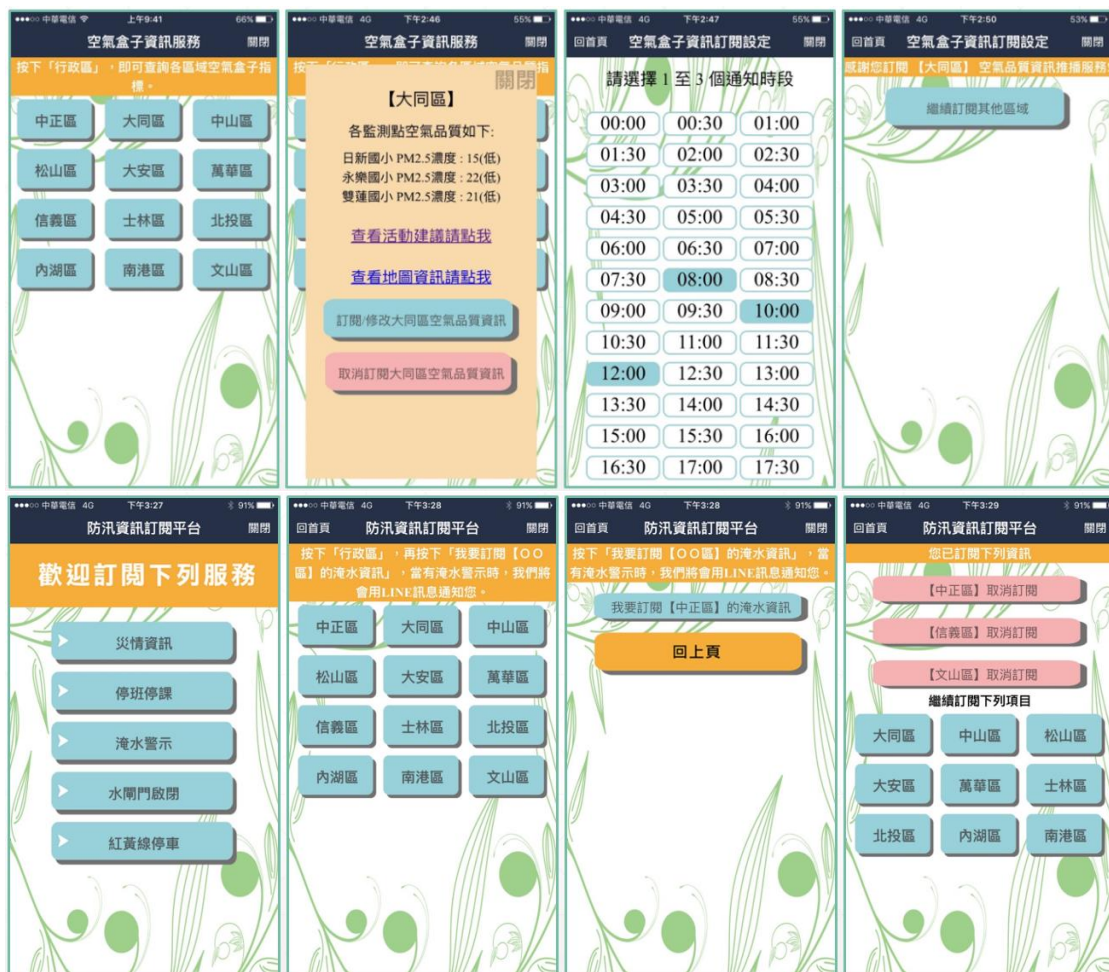 ●●●○○ 中華電信 上午9:41 66%
空氣盒子資訊服務 關閉
按下「行政區」，即可查詢各區域空氣盒子指
標。
中正區 大同區 中山區
松山區 大安區 萬華區
信義區 士林區 北投區
內湖區 南港區 文山區
●●●○○ 中華電信 4G 下午2:46 55%
空氣盒子資訊服務 關閉
關閉
【大同區】
各監測點空氣品質如下:
日新國小 PM2.5濃度 : 15(低)
永樂國小 PM2.5濃度 : 22(低)
雙蓮國小 PM2.5濃度 : 21(低)
查看活動建議請點我
查看地圖資訊請點我
訂閱/修改大同區空氣品質資訊
取消訂閱大同區空氣品質資訊
●●●○○ 中華電信 4G 下午2:47 55%
回首頁 空氣盒子資訊訂閱設定 關閉
請選擇 1 至 3 個通知時段
00:00 00:30 01:00
01:30 02:00 02:30
03:00 03:30 04:00
04:30 05:00 05:30
06:00 06:30 07:00
07:30 08:00 08:30
09:00 09:30 10:00
10:30 11:00 11:30
12:00 12:30 13:00
13:30 14:00 14:30
15:00 15:30 16:00
16:30 17:00 17:30
●●●○○ 中華電信 4G 下午2:50 53%
回首頁 空氣盒子資訊訂閱設定 關閉
感謝您訂閱 【大同區】 空氣品質資訊推播服務
繼續訂閱其他區域
●●●○○ 中華電信 4G 下午3:27 91%
防汛資訊訂閱平台 關閉
歡迎訂閱下列服務
災情資訊
停班停課
淹水警示
水閘門啟閉
紅黃線停車
●●●○○ 中華電信 4G 下午3:28 91%
回首頁 防汛資訊訂閱平台 關閉
按下「行政區」，再按下「我要訂閱【○○
區】的淹水資訊」，當有淹水警示時，我們將
會用LINE訊息通知您。
中正區 大同區 中山區
松山區 大安區 萬華區
信義區 士林區 北投區
內湖區 南港區 文山區
●●●○○ 中華電信 4G 下午3:28 91%
回首頁 防汛資訊訂閱平台 關閉
按下「我要訂閱【○○區】的淹水資訊」，當
有淹水警示時，我們將會用LINE訊息通知您。
我要訂閱【中正區】的淹水資訊
回上頁
●●●○○ 中華電信 4G 下午3:29 91%
回首頁 防汛資訊訂閱平台 關閉
您已訂閱下列資訊
【中正區】取消訂閱
【信義區】取消訂閱
【文山區】取消訂閱
繼續訂閱下列項目
大同區 中山區 松山區
大安區 萬華區 士林區
北投區 內湖區 南港區